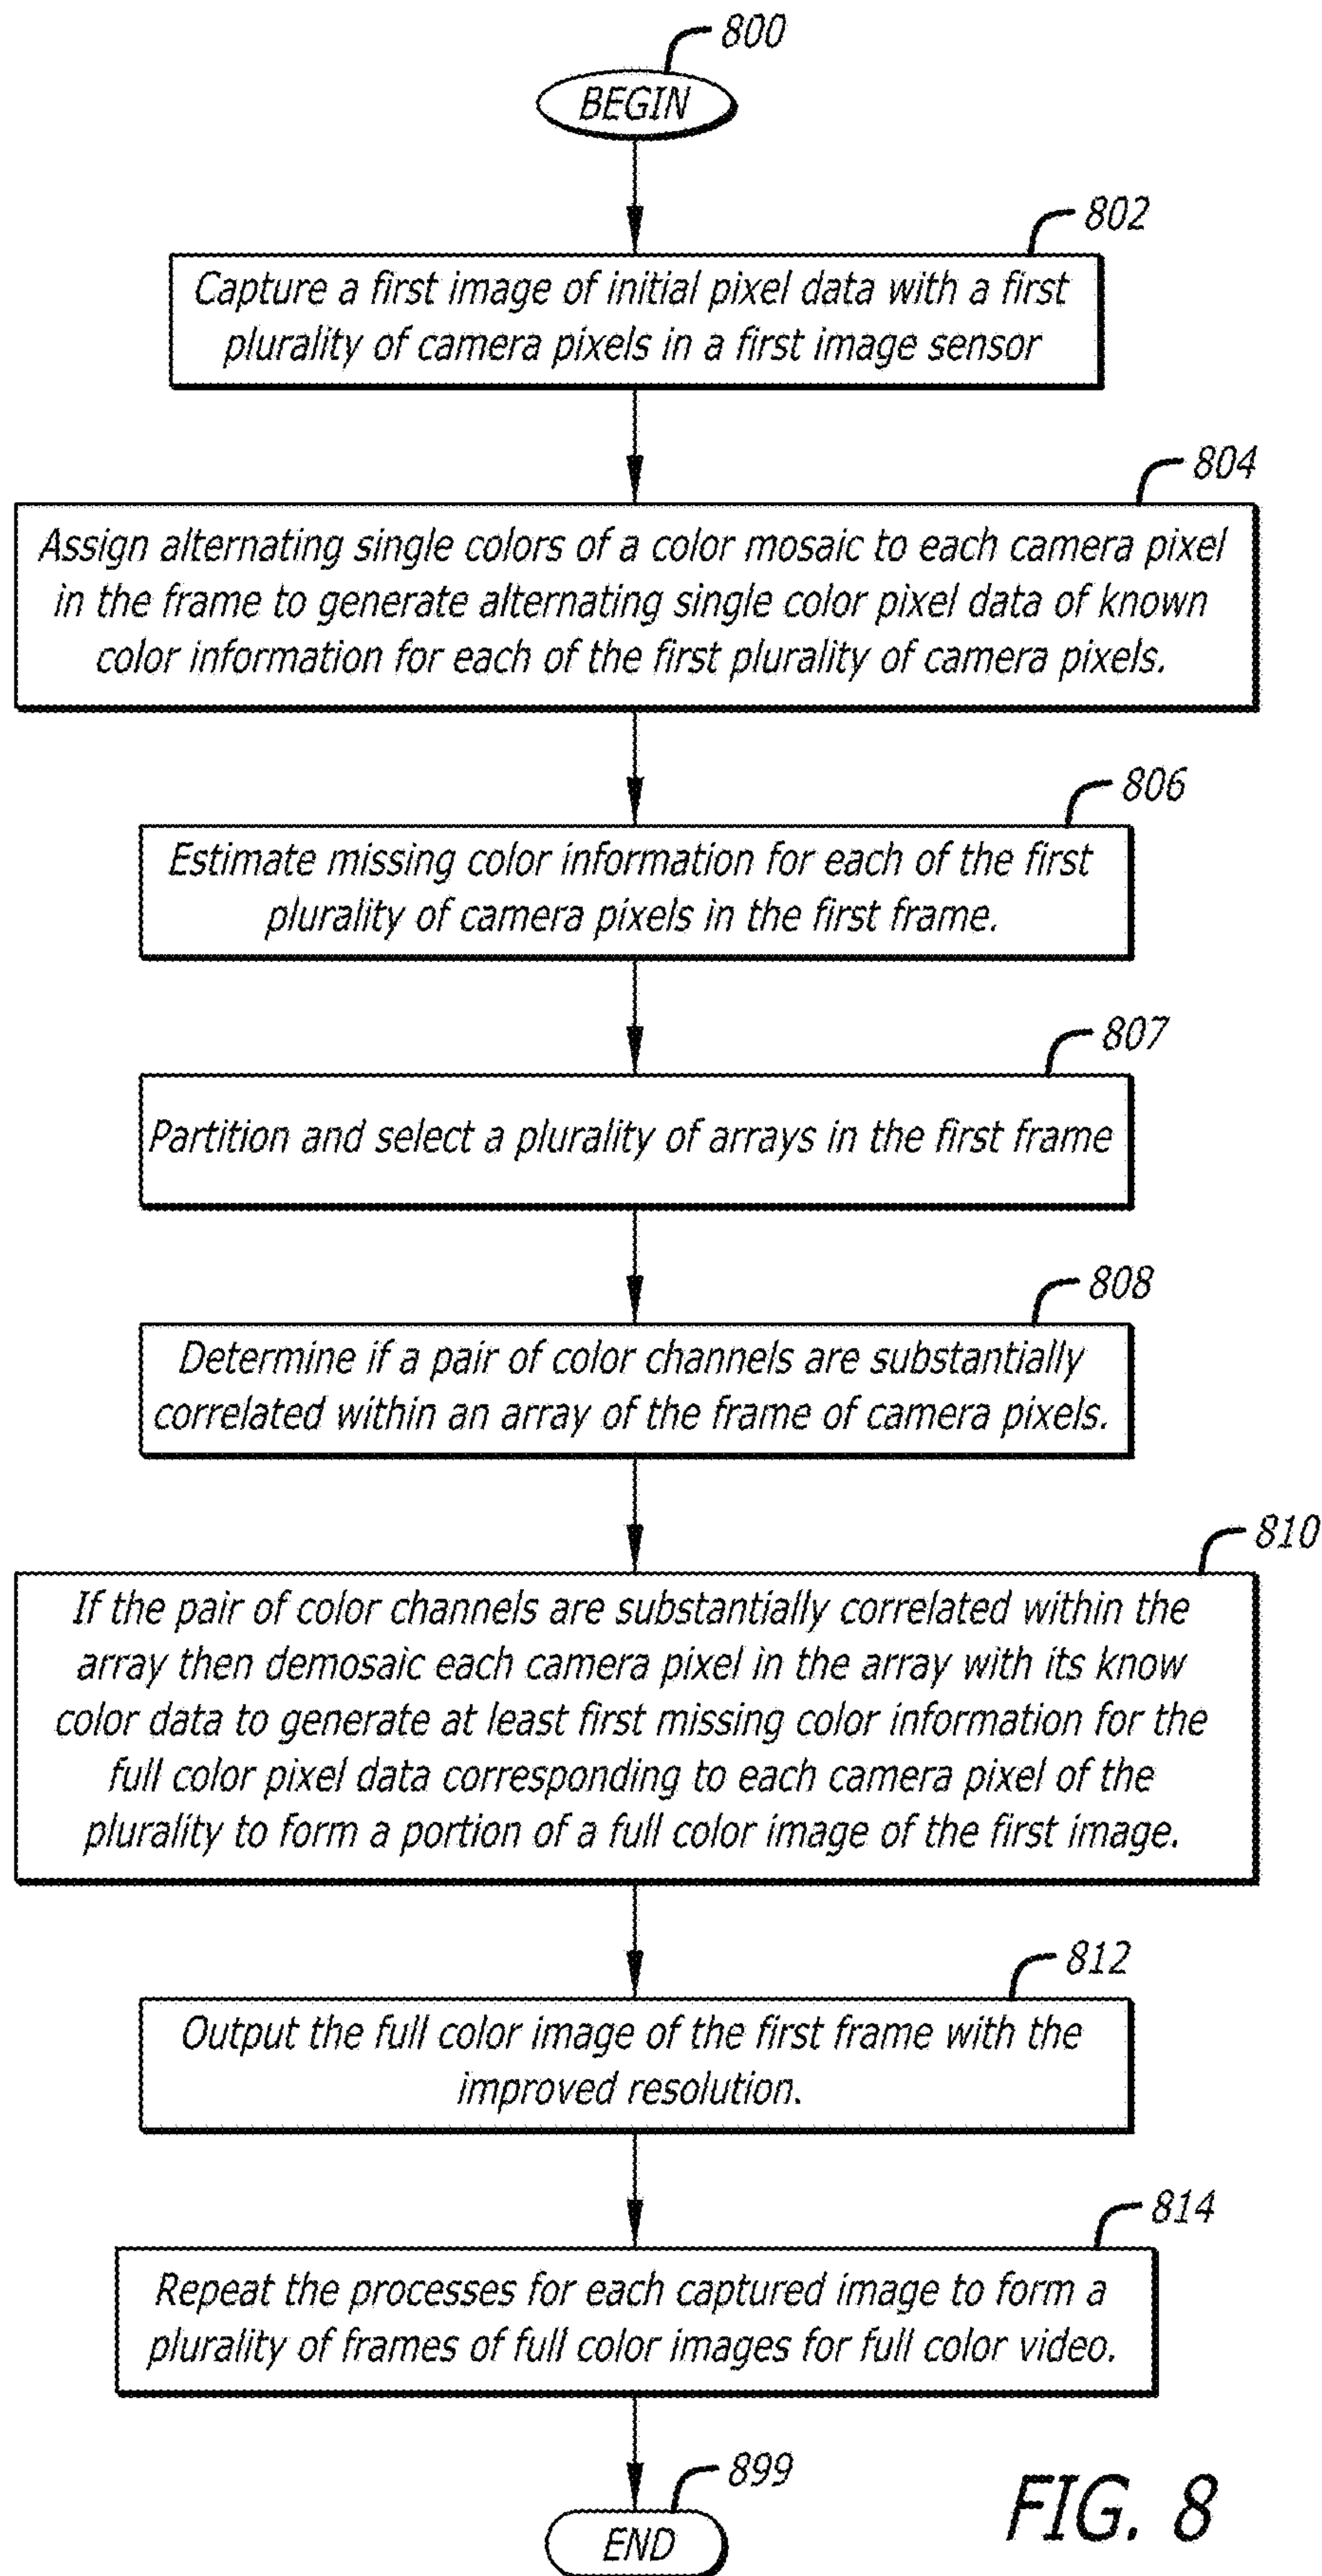 800
BEGIN
802
Capture a first image of initial pixel data with a first
plurality of camera pixels in a first image sensor
804
Assign alternating single colors of a color mosaic to each camera pixel
in the frame to generate alternating single color pixel data of known
color information for each of the first plurality of camera pixels.
806
Estimate missing color information for each of the first
plurality of camera pixels in the first frame.
807
Partition and select a plurality of arrays in the first frame
808
Determine if a pair of color channels are substantially
correlated within an array of the frame of camera pixels.
810
If the pair of color channels are substantially correlated within the
array then demosaic each camera pixel in the array with its know
color data to generate at least first missing color information for the
full color pixel data corresponding to each camera pixel of the
plurality to form a portion of a full color image of the first image.
812
Output the full color image of the first frame with the
improved resolution.
814
Repeat the processes for each captured image to form a
plurality of frames of full color images for full color video.
899
END
FIG. 8